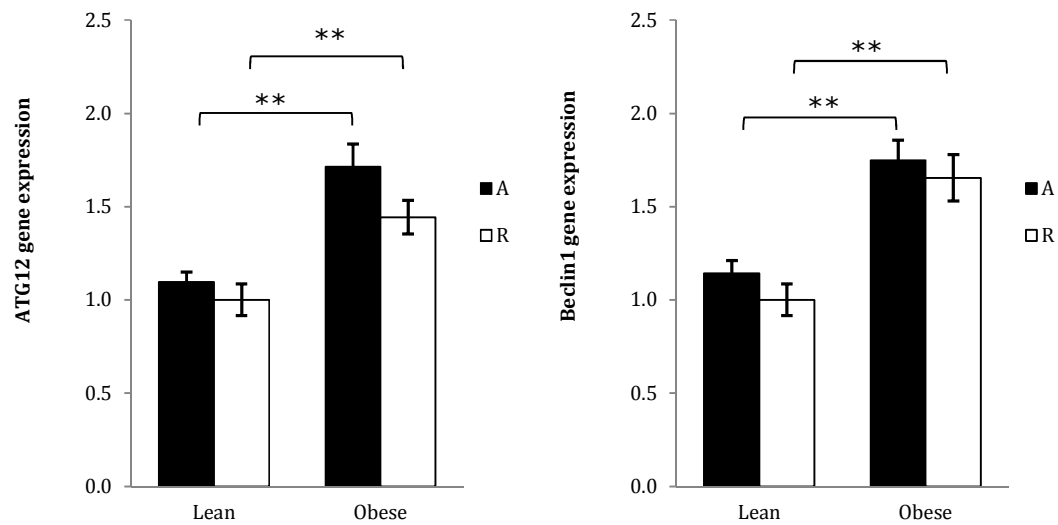 ATG12 gene expression
2.5
2.0
1.5
1.0
0.5
0.0
**
**
Lean Obese
A
R
Beclin1 gene expression
2.5
2.0
1.5
1.0
0.5
0.0
**
**
Lean Obese
A
R